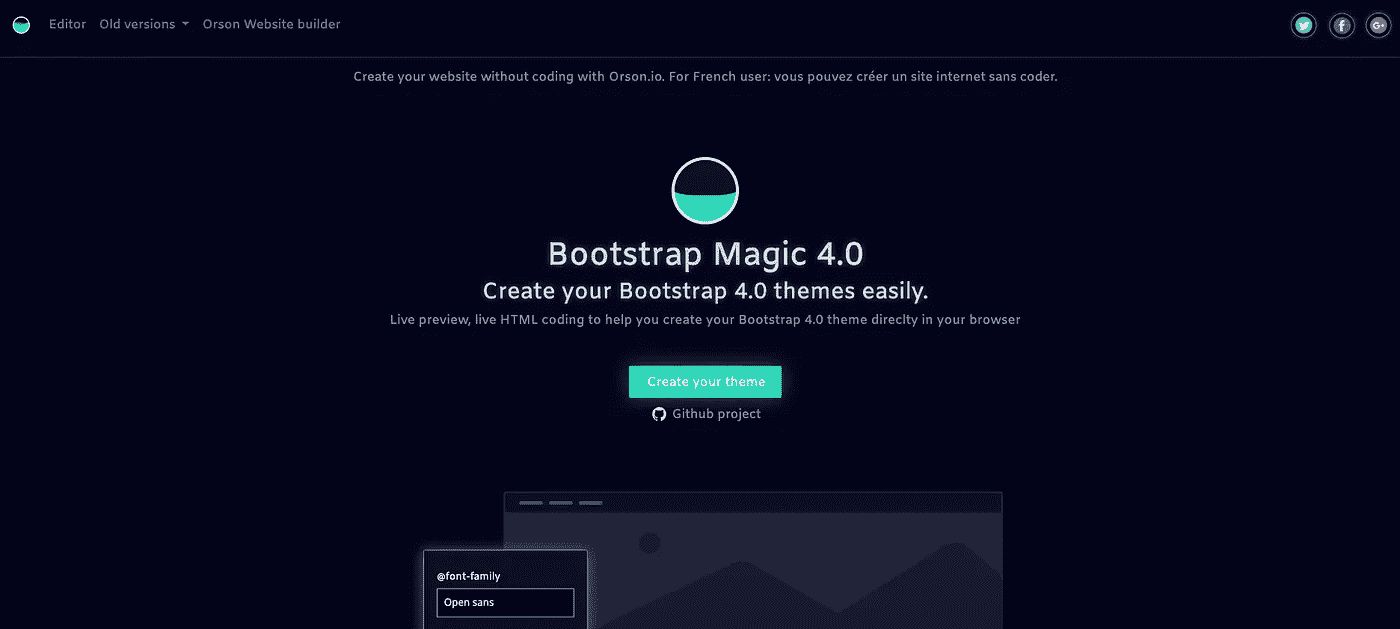 Editor Old versions Orson Website builder
Create your website without coding with Orson.io. For French user: vous pouvez créer un site internet sans coder.
Bootstrap Magic 4.0
Create your Bootstrap 4.0 themes easily.
Live preview, live HTML coding to help you create your Bootstrap 4.0 theme direclty in your browser
Create your theme
Github project
@font-family
Open sans